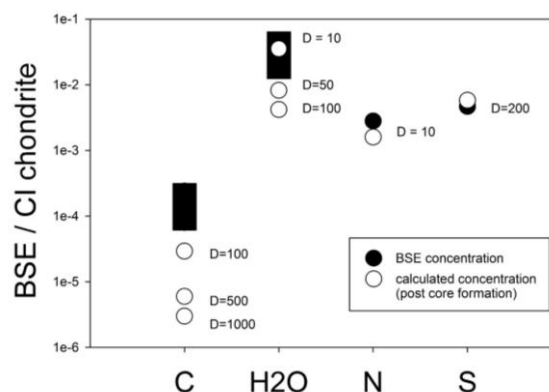 BSE / CI chondrite
1e-1
1e-2
1e-3
1e-4
1e-5
1e-6
D = 10
D=50
D=100
D = 10
D=200
D=100
D=500
D=1000
BSE concentration
calculated concentration
(post core formation)
C H2O N S